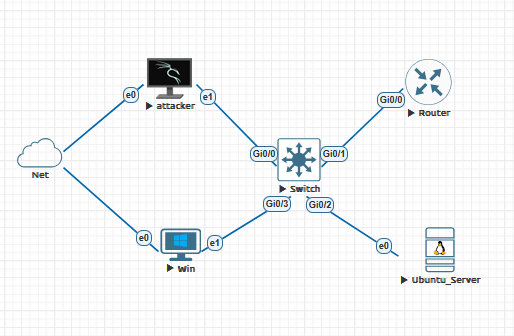 e0
attacker
e1
Gi0/0
Router
Net
Gi0/0
Gi0/1
Switch
Gi0/3
Gi0/2
e0
e1
Win
e0
Ubuntu_Server